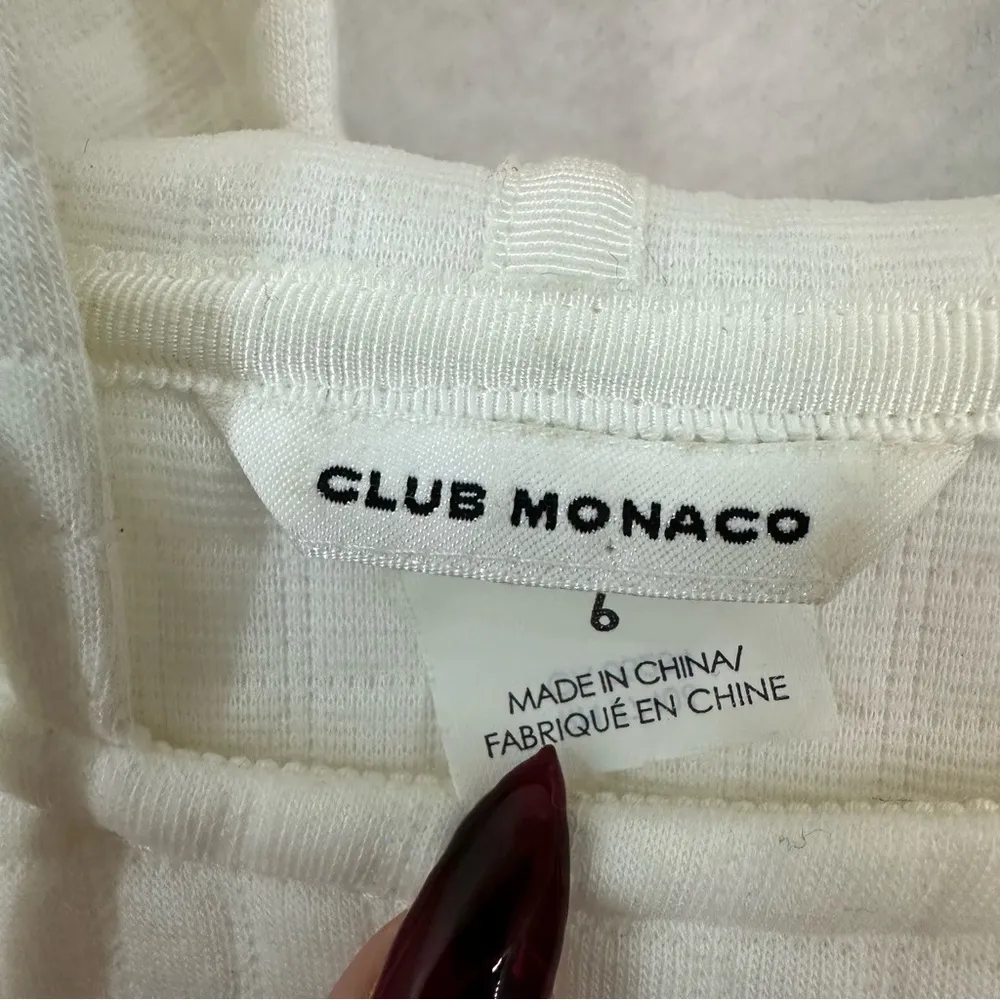 CLUB MONACO
6
MADE IN CHINA/
FABRIQUÉ EN CHINE